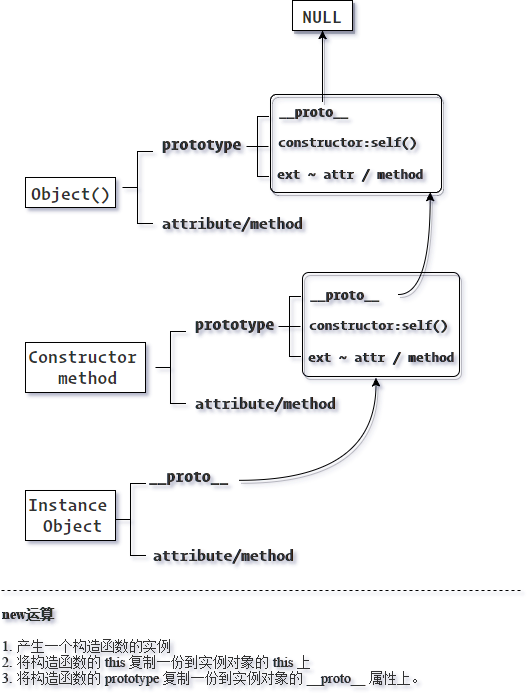 NULL
__proto__
prototype
constructor:self()
ext ~ attr / method
Object()
attribute/method
__proto__
prototype
constructor:self()
ext ~ attr / method
Constructor
method
attribute/method
__proto__
Instance
Object
attribute/method
new运算
1. 产生一个构造函数的实例
2. 将构造函数的 this 复制一份到实例对象的 this 上
3. 将构造函数的 prototype 复制一份到实例对象的 __proto__ 属性上。